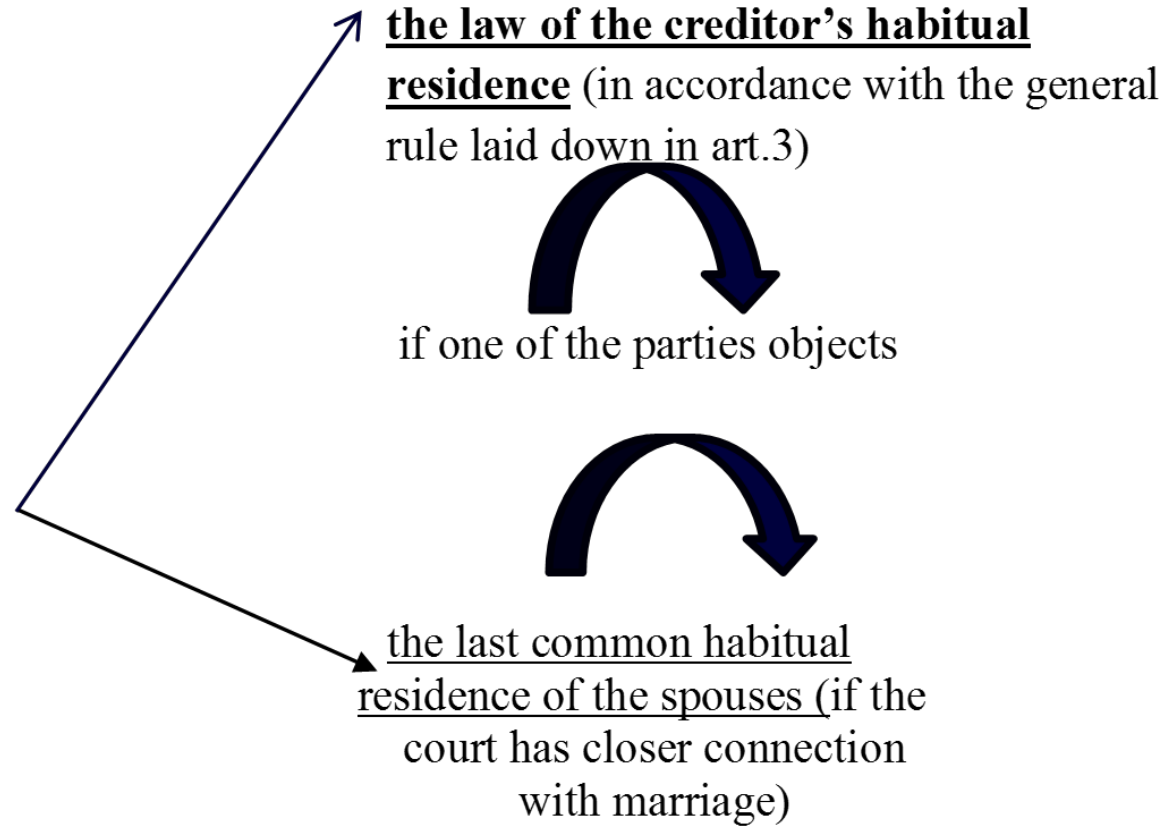 the law of the creditor’s habitual
residence (in accordance with the general
rule laid down in art.3)
if one of the parties objects
the last common habitual
residence of the spouses (if the
court has closer connection
with marriage)